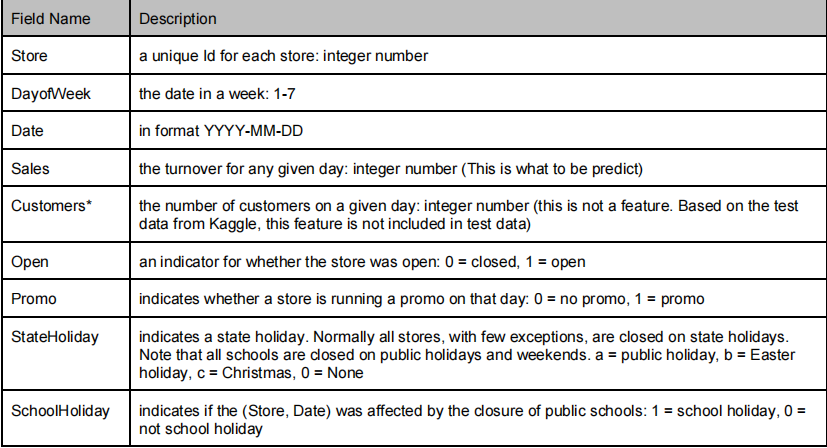 Field Name Description
Store a unique Id for each store: integer number
DayofWeek the date in a week: 1-7
Date in format YYYY-MM-DD
Sales the turnover for any given day: integer number (This is what to be predict)
Customers* the number of customers on a given day: integer number (this is not a feature. Based on the test
data from Kaggle, this feature is not included in test data)
Open an indicator for whether the store was open: 0 = closed, 1 = open
Promo indicates whether a store is running a promo on that day: 0 = no promo, 1 = promo
StateHoliday indicates a state holiday. Normally all stores, with few exceptions, are closed on state holidays.
Note that all schools are closed on public holidays and weekends. a = public holiday, b = Easter
holiday, c = Christmas, 0 = None
SchoolHoliday indicates if the (Store, Date) was affected by the closure of public schools: 1 = school holiday, 0 =
not school holiday